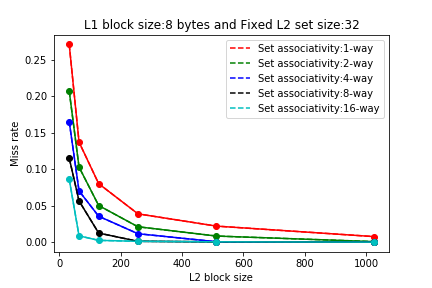 L1 block size:8 bytes and Fixed L2 set size:32
Set associativity:1-way
Set associativity:2-way
Set associativity:4-way
Set associativity:8-way
Set associativity:16-way
Miss rate
0.25
0.20
0.15
0.10
0.05
0.00
0 200 400 600 800 1000
L2 block size